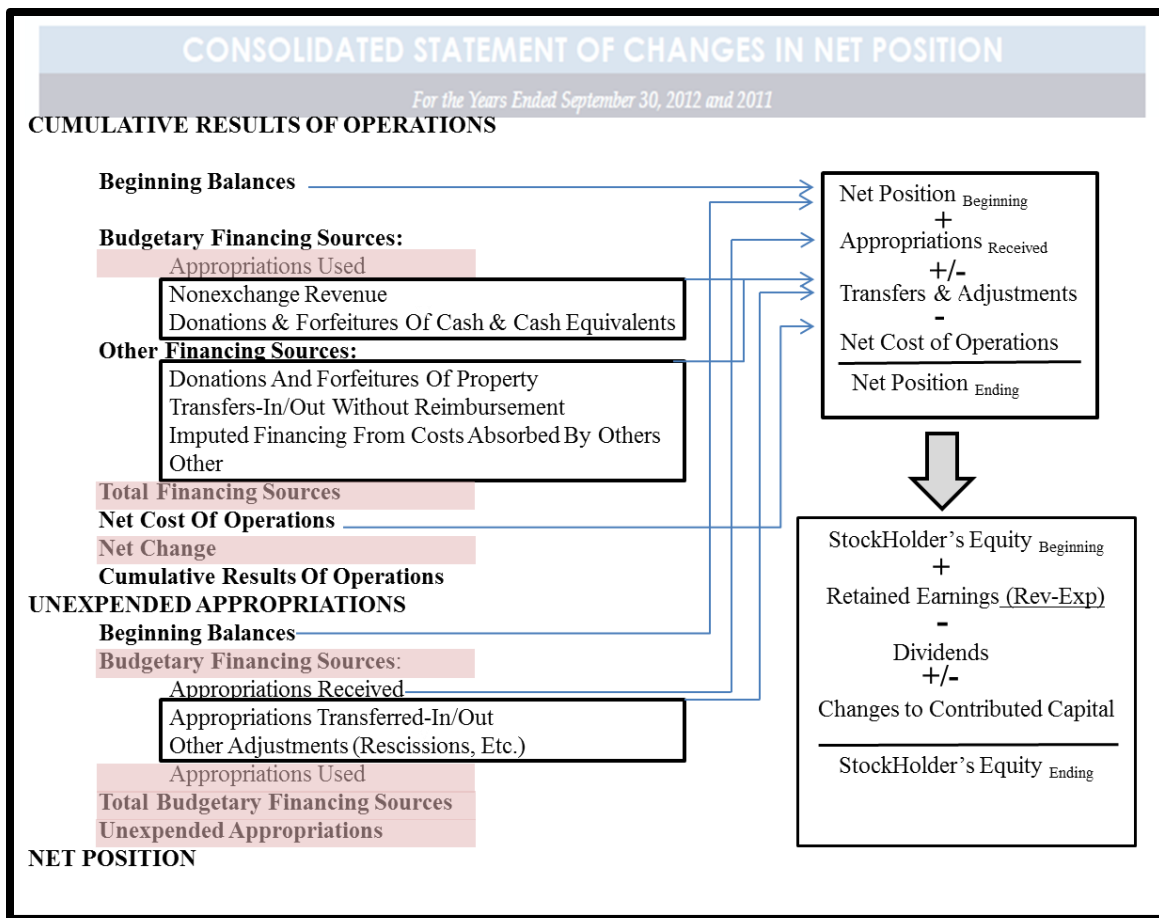 CONSOLIDATED STATEMENT OF CHANGES IN NET POSITION
For the Years Ended September 30, 2012 and 2011
CUMULATIVE RESULTS OF OPERATIONS
Beginning Balances
Budgetary Financing Sources:
Appropriations Used
Nonexchange Revenue
Donations & Forfeitures Of Cash & Cash Equivalents
Other Financing Sources:
Donations And Forfeitures Of Property
Transfers-In/Out Without Reimbursement
Imputed Financing From Costs Absorbed By Others
Other
Total Financing Sources
Net Cost Of Operations
Net Change
Cumulative Results Of Operations
UNEXPENDED APPROPRIATIONS
Beginning Balances
Budgetary Financing Sources:
Appropriations Received
Appropriations Transferred-In/Out
Other Adjustments (Rescissions, Etc.)
Appropriations Used
Total Budgetary Financing Sources
Unexpended Appropriations
NET POSITION
Net Position Beginning
+
Appropriations Received
+/-
Transfers & Adjustments
-
Net Cost of Operations
Net Position Ending
StockHolder's Equity Beginning
+
Retained Earnings (Rev-Exp)
-
Dividends
+/-
Changes to Contributed Capital
StockHolder's Equity Ending